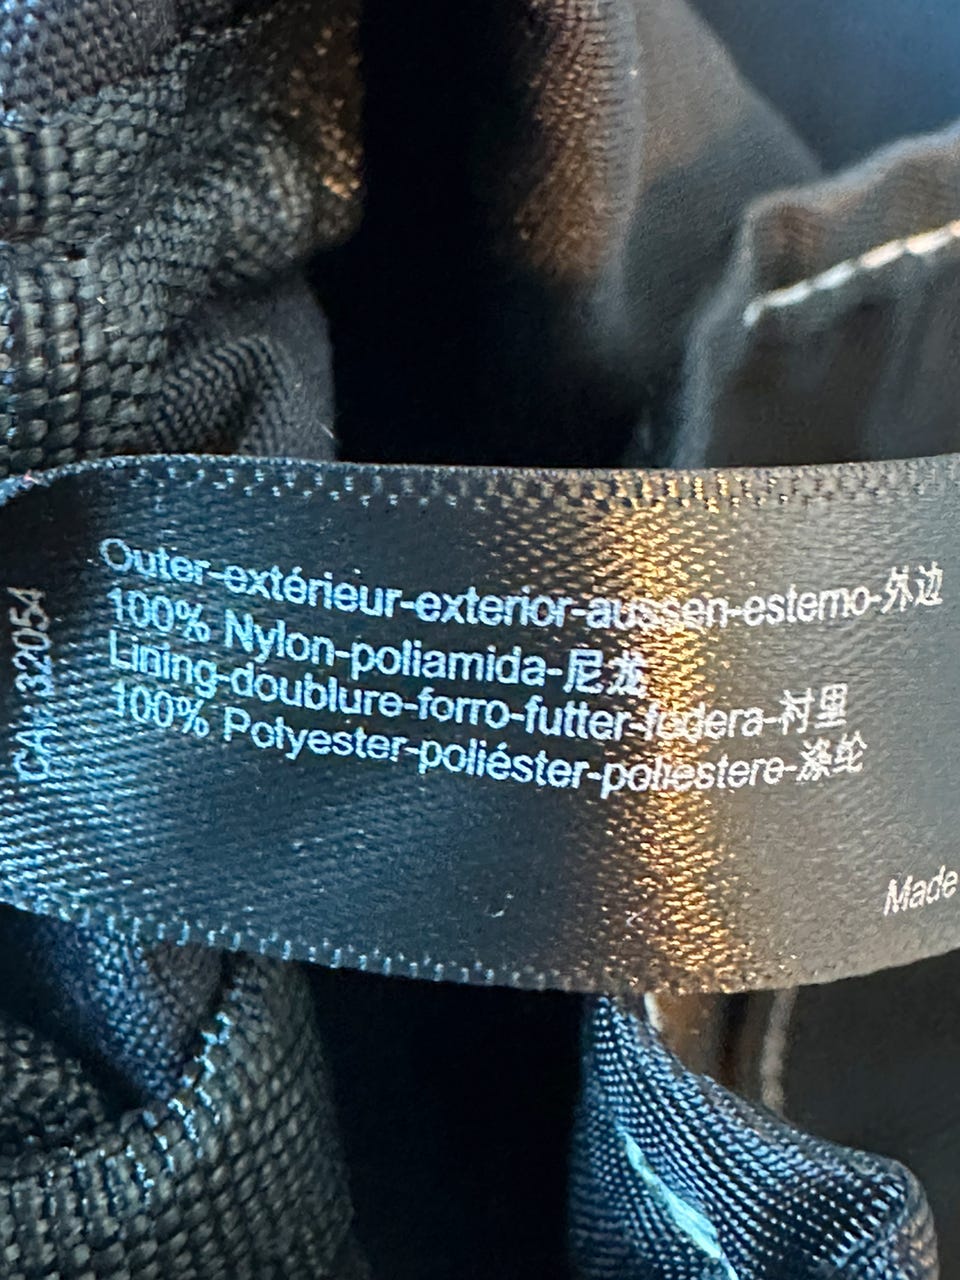 Outer-extérieur-exterior-aussen-esterno-外边
100% Nylon-poliamida-尼龙
Lining-doublure-forro-futter-fodera-衬里
100% Polyester-poliéster-poliestere-涤纶
Made
CA# 32054